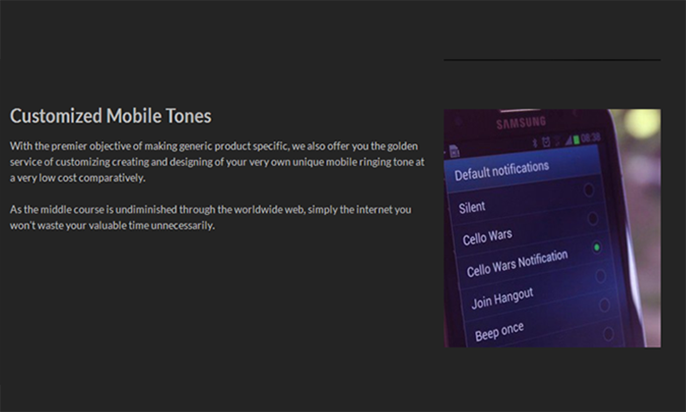 Customized Mobile Tones
With the premier objective of making generic product specific, we also offer you the golden
service of customizing creating and designing of your very own unique mobile ringing tone at
a very low cost comparatively.
As the middle course is undiminished through the worldwide web, simply the internet you
won't waste your valuable time unnecessarily.
SAMSUNG
08:38
Default notifications
Silent
Cello Wars
Cello Wars Notification
Join Hangout
Beep once